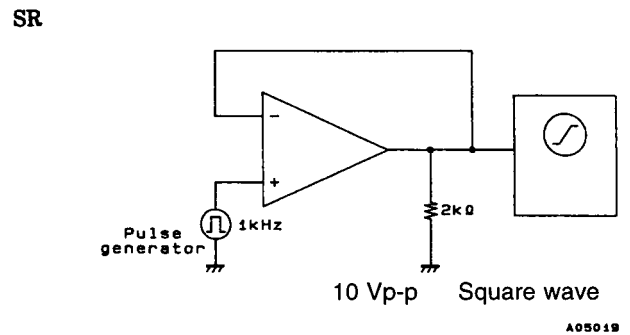 SR
−
+
1kHz
Pulse
generator
2kΩ
10 Vp-p Square wave
A05019